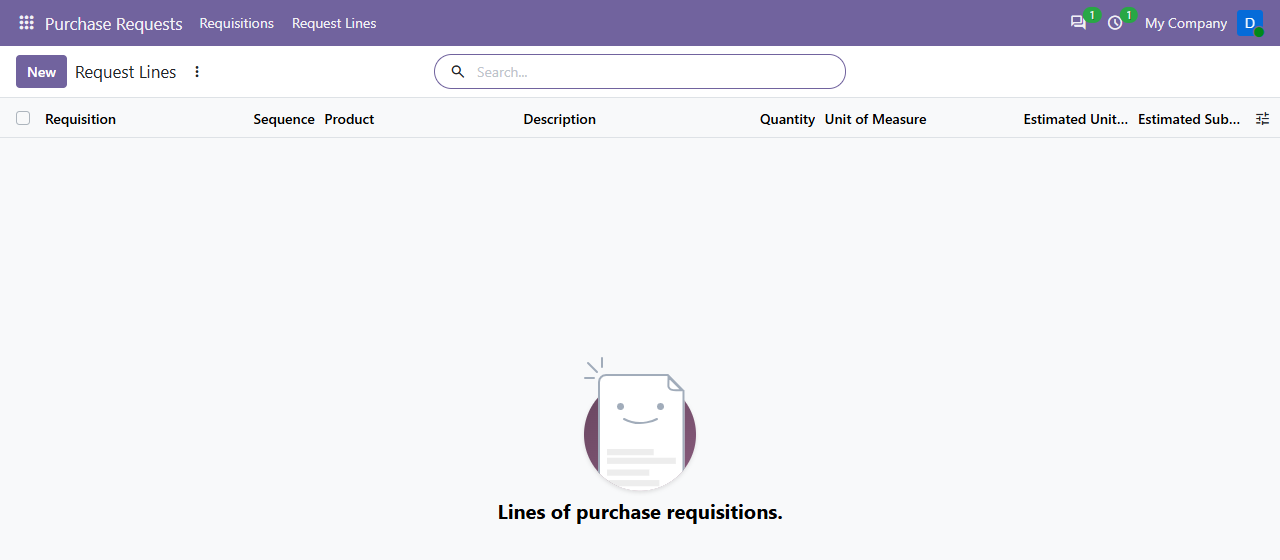 Purchase Requests Requisitions Request Lines 1 1 My Company D
New Request Lines Search...
Requisition Sequence Product Description Quantity Unit of Measure Estimated Unit... Estimated Sub...
Lines of purchase requisitions.